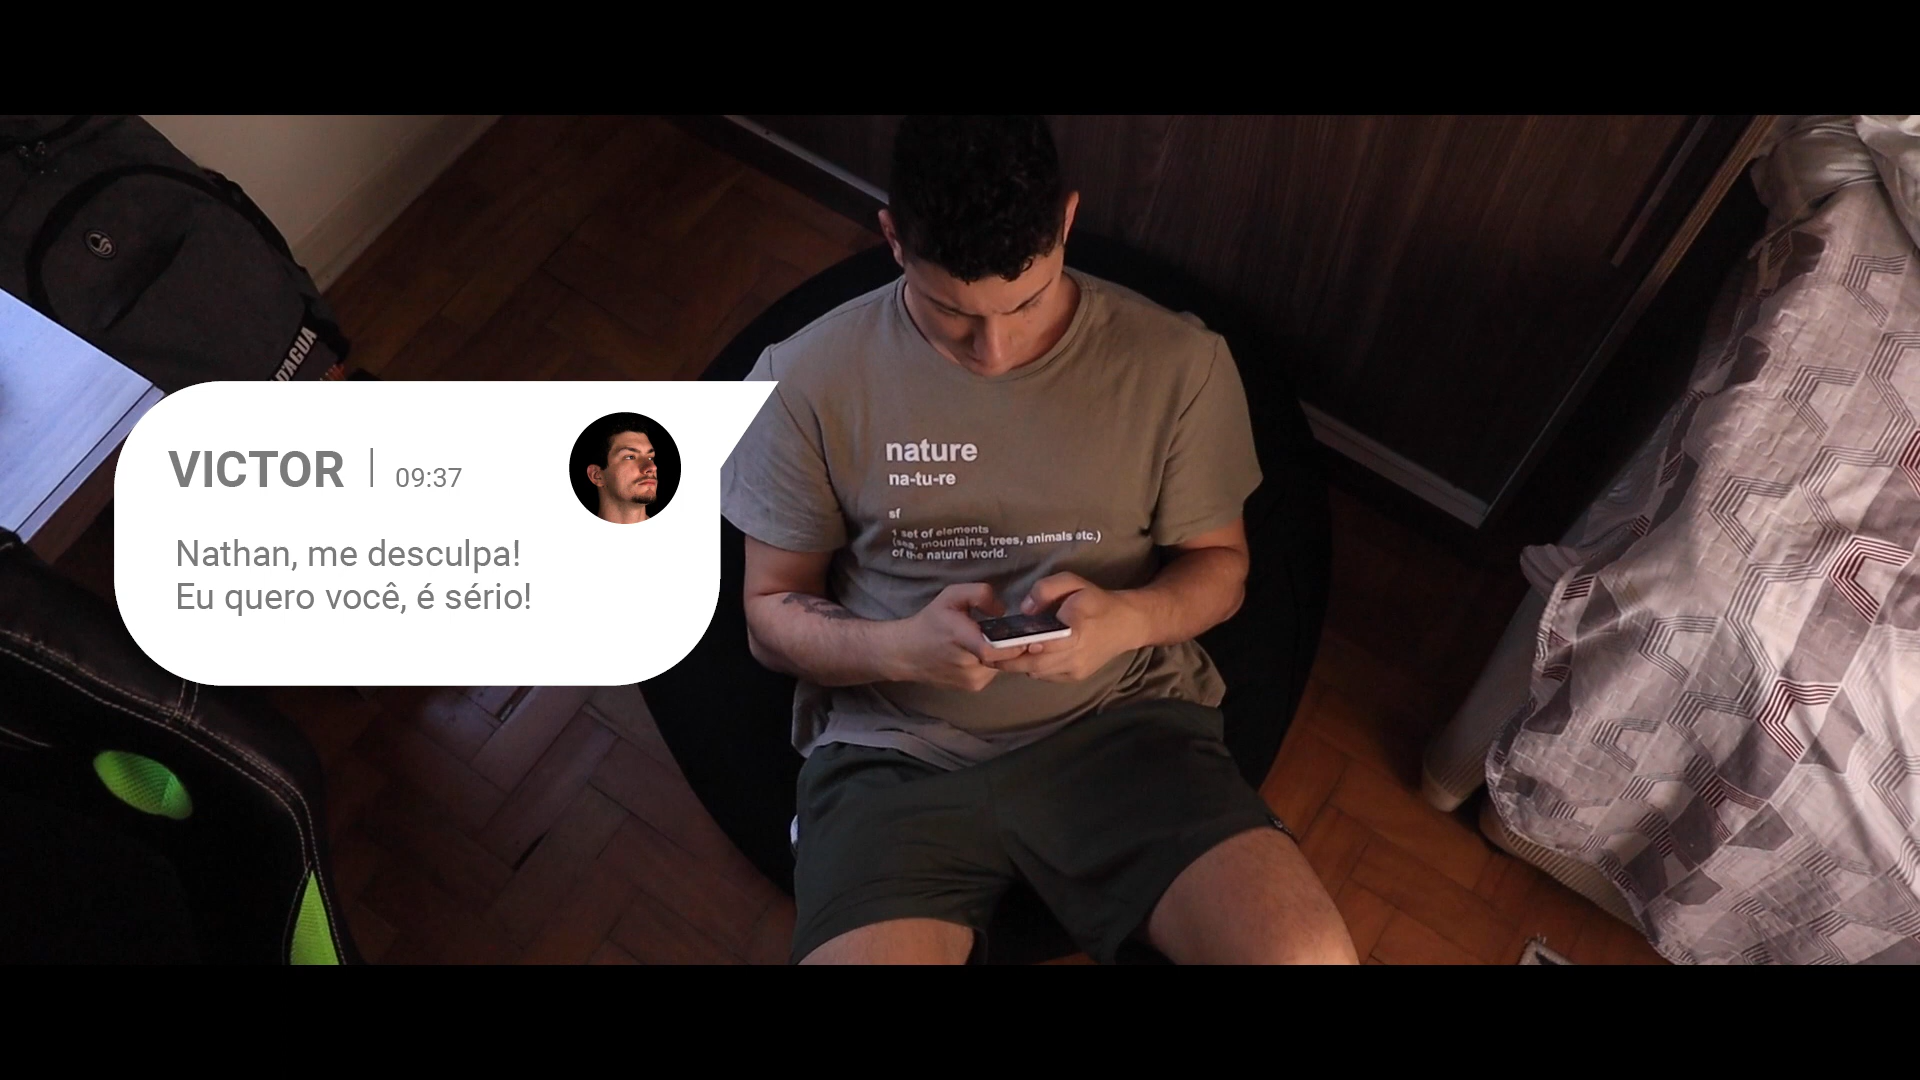 D'AGUA
VICTOR | 09:37
Nathan, me desculpa!
Eu quero você, é sério!
nature
na-tu-re
sf
1 set of elements
(sea, mountains, trees, animals etc.)
of the natural world.